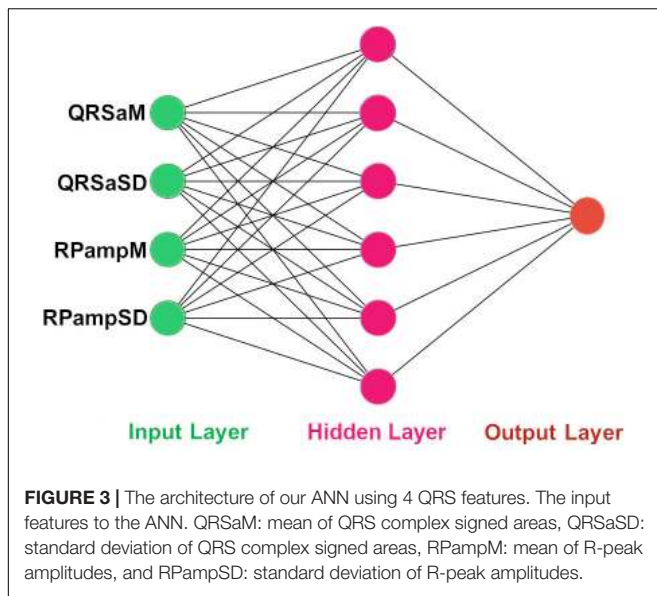 QRSaM
QRSaSD
RPampM
RPampSD
Input Layer Hidden Layer Output Layer
FIGURE 3 | The architecture of our ANN using 4 QRS features. The input
features to the ANN. QRSaM: mean of QRS complex signed areas, QRSaSD:
standard deviation of QRS complex signed areas, RPampM: mean of R-peak
amplitudes, and RPampSD: standard deviation of R-peak amplitudes.